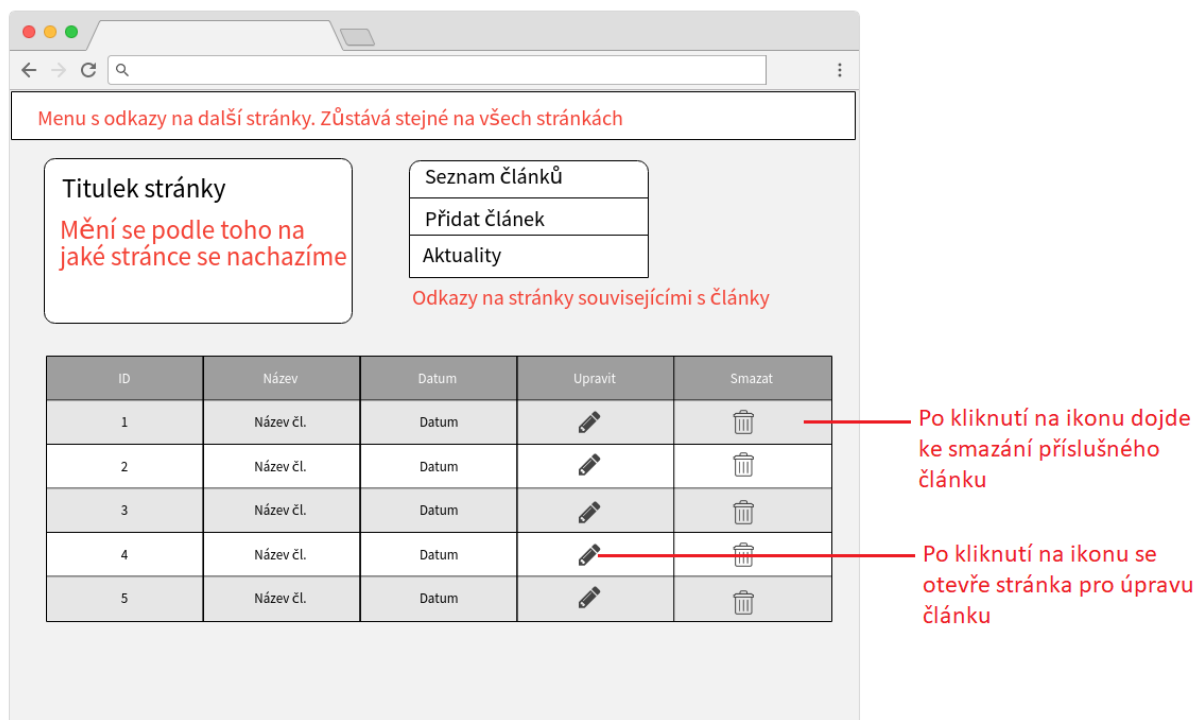 Menu s odkazy na další stránky. Zůstává stejné na všech stránkách
Titulek stránky
Mění se podle toho na
jaké stránce se nachazíme
Seznam článků
Přidat článek
Aktuality
Odkazy na stránky souvisejícími s články
ID Název Datum Upravit Smazat
1 Název čl. Datum
2 Název čl. Datum
3 Název čl. Datum
4 Název čl. Datum
5 Název čl. Datum
Po kliknutí na ikonu dojde
ke smazání příslušného
článku
Po kliknutí na ikonu se
otevře stránka pro úpravu
článku